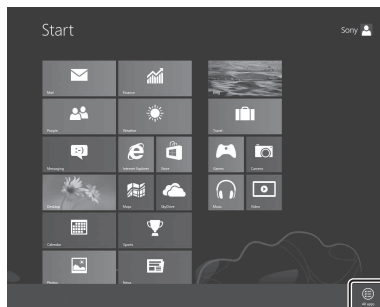 Start
Sony
Mail
Finance
People
Weather
Travel
Messaging
Internet Explorer
Store
Games
Camera
Desktop
Maps
SkyDrive
Music
Video
Calendar
Sports
Photos
News
All apps